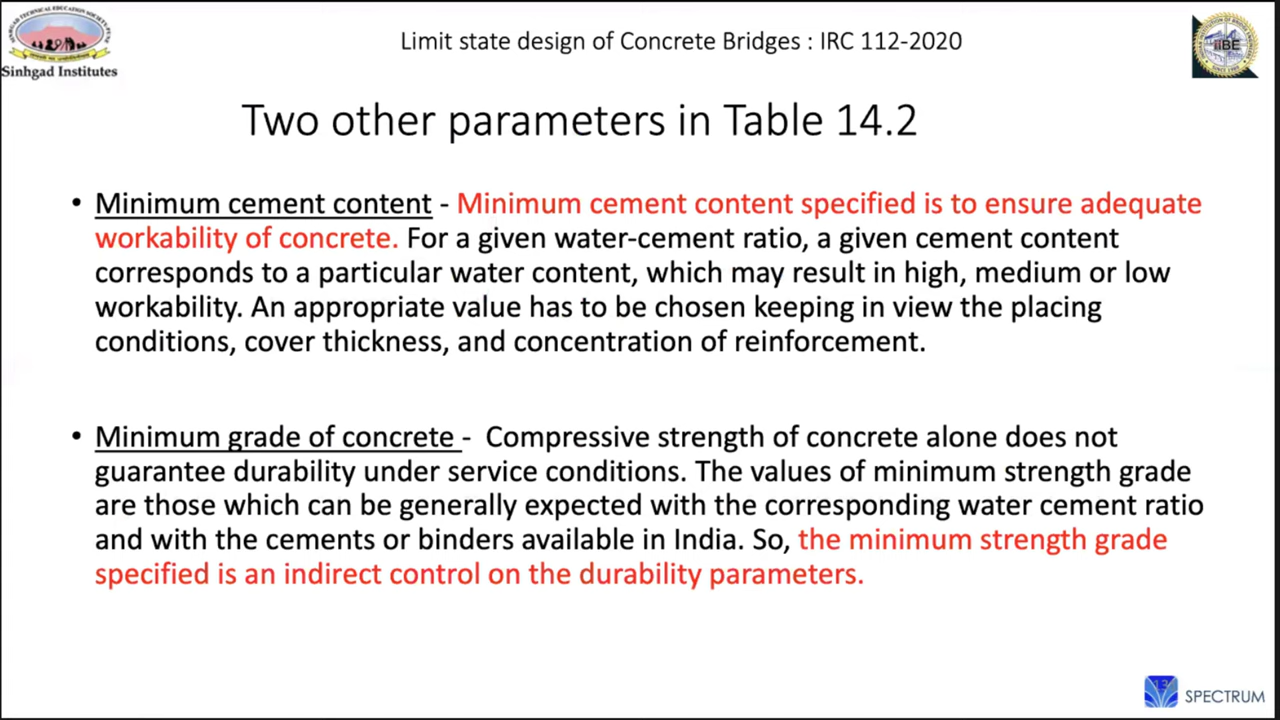 Sinhgad Institutes
Limit state design of Concrete Bridges : IRC 112-2020
IIBE
Two other parameters in Table 14.2
• Minimum cement content - Minimum cement content specified is to ensure adequate
workability of concrete. For a given water-cement ratio, a given cement content
corresponds to a particular water content, which may result in high, medium or low
workability. An appropriate value has to be chosen keeping in view the placing
conditions, cover thickness, and concentration of reinforcement.
• Minimum grade of concrete - Compressive strength of concrete alone does not
guarantee durability under service conditions. The values of minimum strength grade
are those which can be generally expected with the corresponding water cement ratio
and with the cements or binders available in India. So, the minimum strength grade
specified is an indirect control on the durability parameters.
13
SPECTRUM